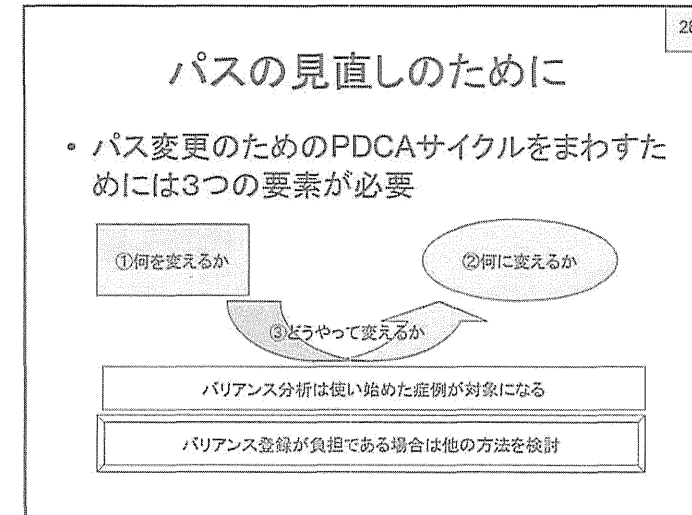 28
パスの見直しのために
・パス変更のためのPDCAサイクルをまわすた
めには3つの要素が必要
①何を変えるか
②何に変えるか
③どうやって変えるか
バリアンス分析は使い始めた症例が対象になる
バリアンス登録が負担である場合は他の方法を検討